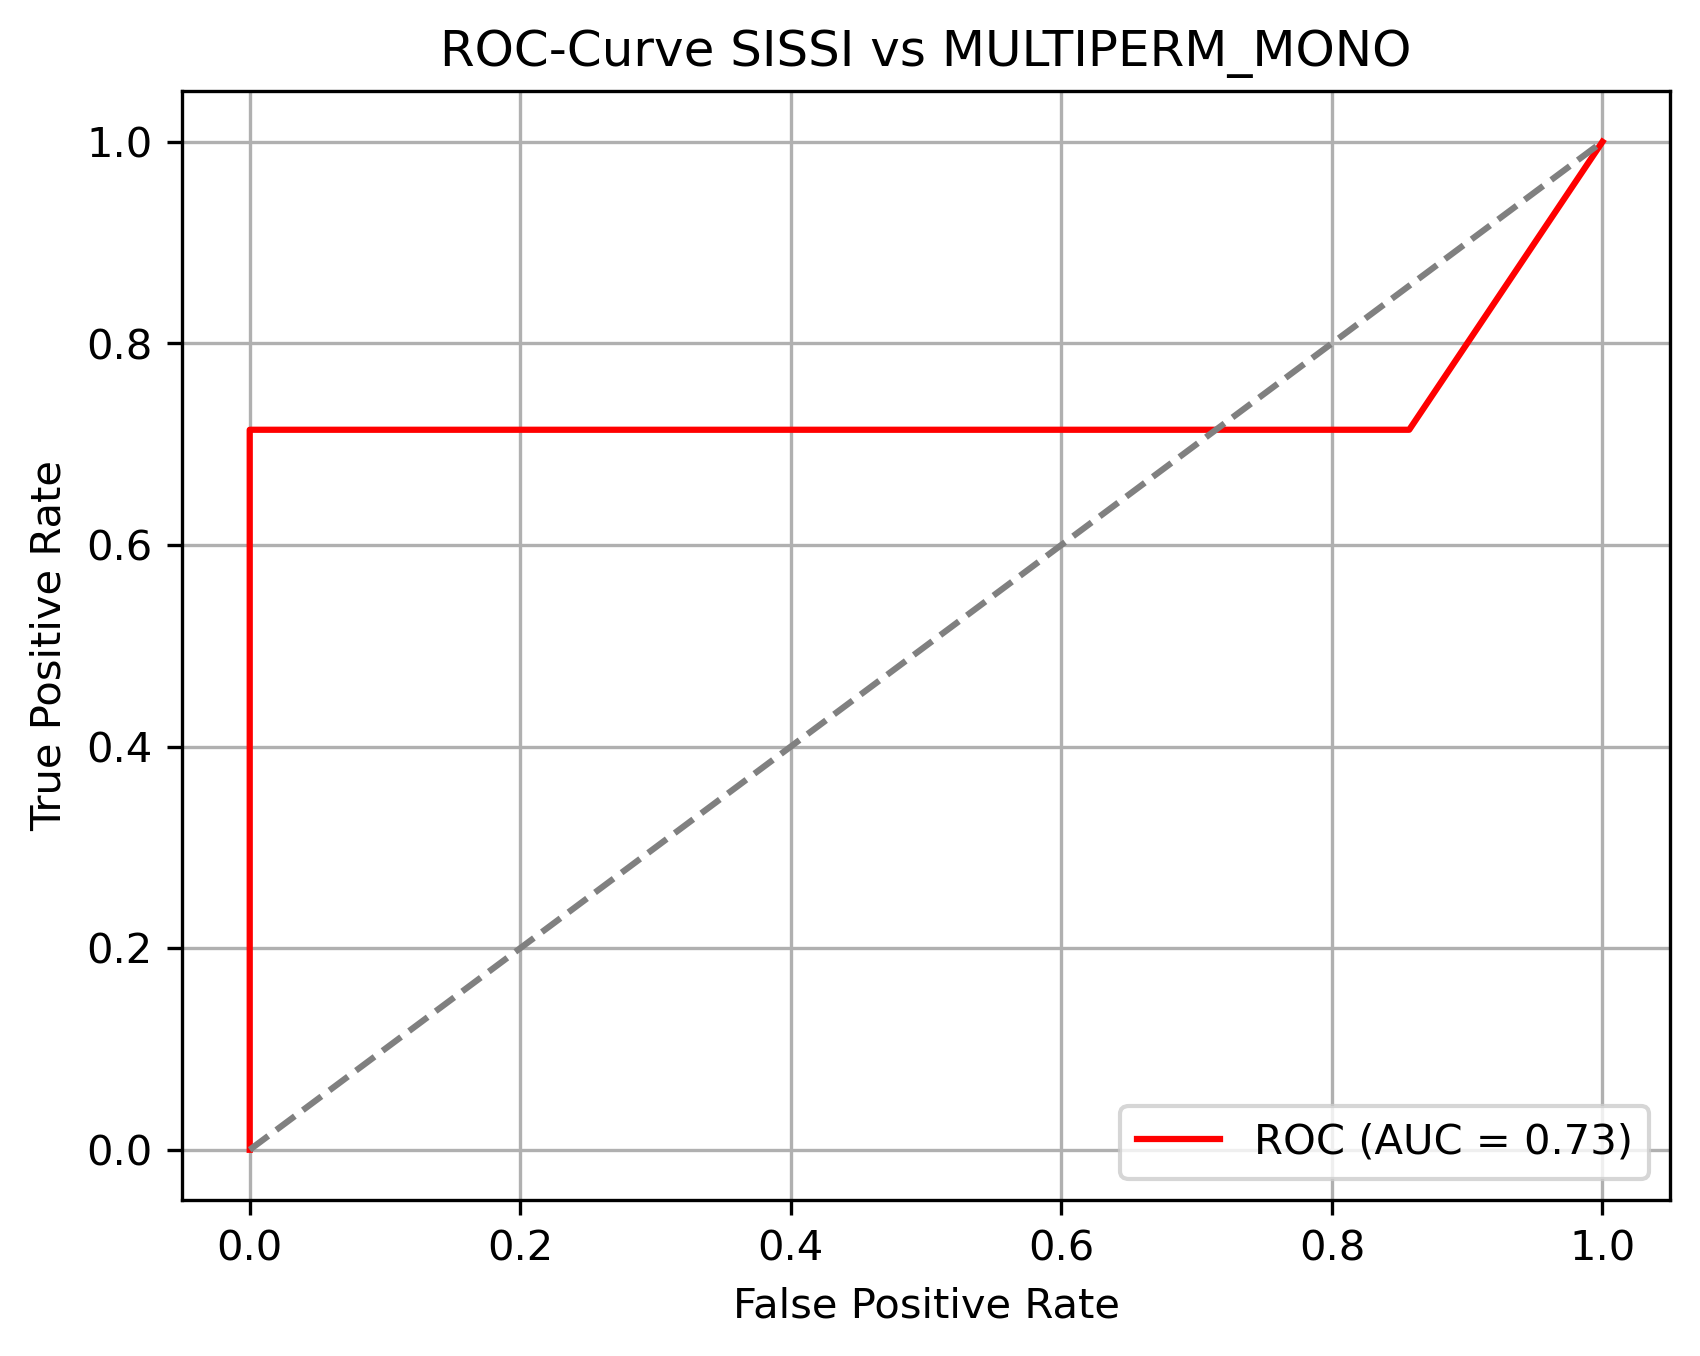 ROC-Curve SISSI vs MULTIPERM_MONO
1.0
0.8
0.6
0.4
0.2
0.0
True Positive Rate
ROC (AUC = 0.73)
0.0 0.2 0.4 0.6 0.8 1.0
False Positive Rate